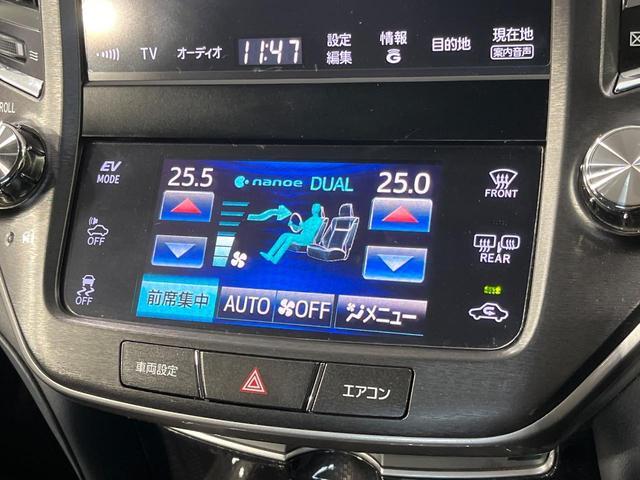 TV オーディオ 11:47 設定 編集 情報 G 目的地 現在地 案内音声
EV MODE
25.5 nanoe DUAL 25.0
FRONT
OFF
REAR
OFF
前席集中 AUTO OFF メニュー
車両設定 エアコン